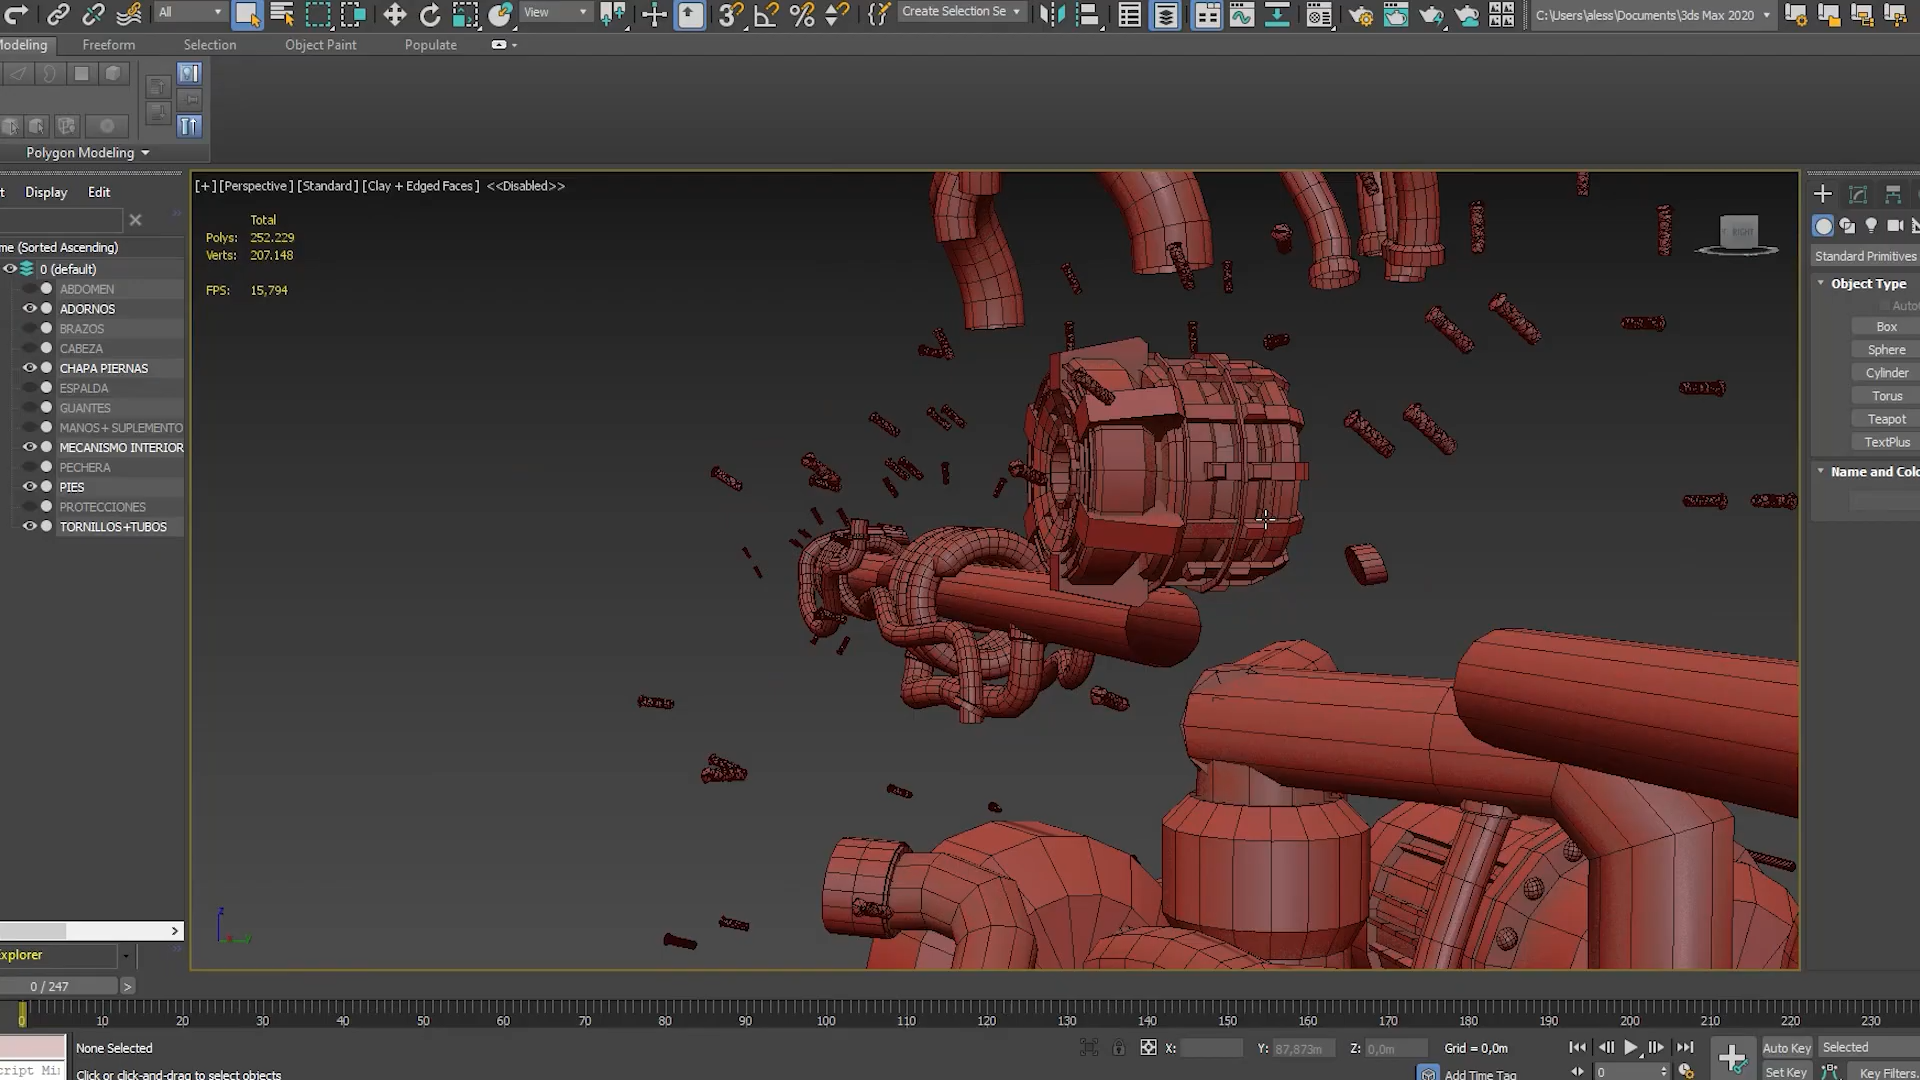 All
View
Create Selection Se
C:\Users\aless\Documents\3ds Max 2020
Modeling
Freeform
Selection
Object Paint
Populate
Polygon Modeling
Display
Edit
[+] [Perspective] [Standard] [Clay + Edged Faces] <<Disabled>>
Total
Polys: 252.229
Verts: 207.148
FPS: 15,794
me (Sorted Ascending)
0 (default)
ABDOMEN
ADORNOS
BRAZOS
CABEZA
CHAPA PIERNAS
ESPALDA
GUANTES
MANOS+SUPLEMENTO
MECANISMO INTERIOR
PECHERA
PIES
PROTECCIONES
TORNILLOS+TUBOS
RIGHT
Standard Primitives
Object Type
Auto
Box
Sphere
Cylinder
Torus
Teapot
TextPlus
Name and Colo
z
xplorer
0 / 247
0 10 20 30 40 50 60 70 80 90 100 110 120 130 140 150 160 170 180 190 200 210 220 230
None Selected
X:
Y: 87,873m
Z: 0,0m
Grid = 0,0m
Auto Key
Selected
cript Mi
Click or click-and-drag to select objects
Add Time Tag
0
Set Key
Key Filters.